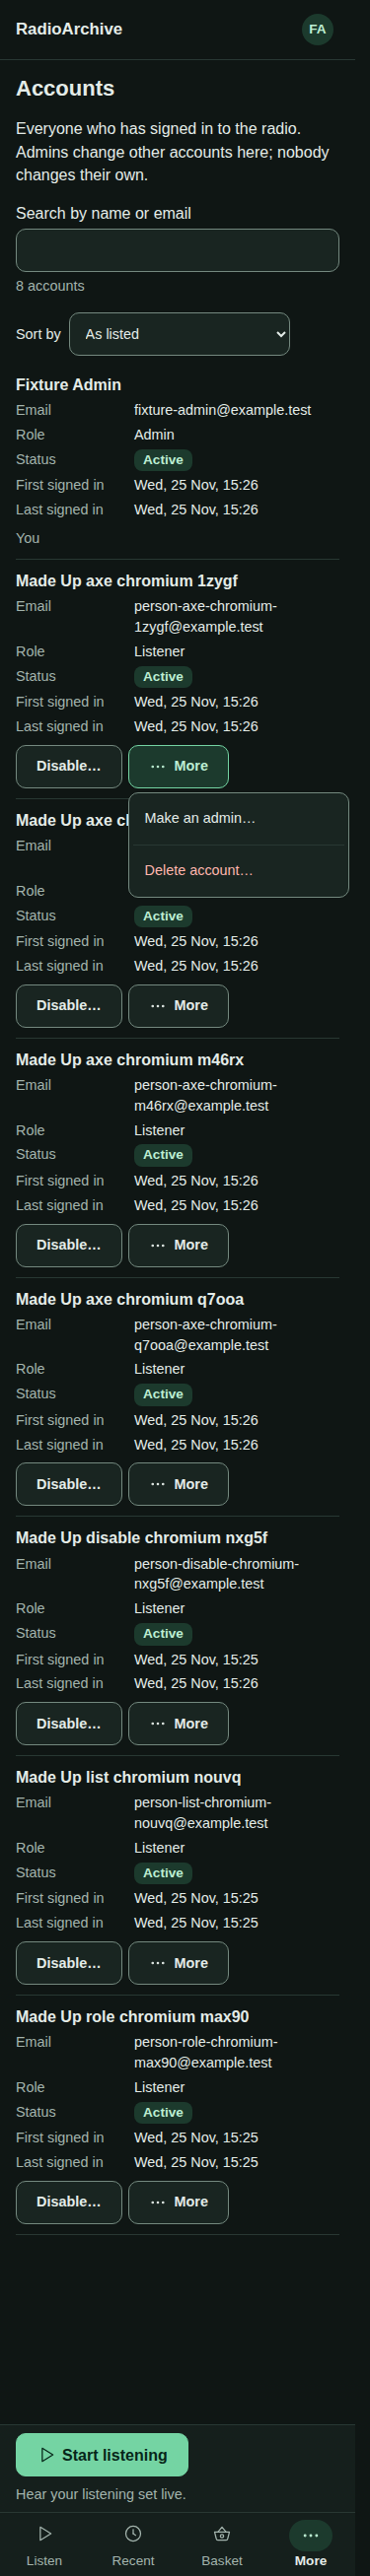 RadioArchive
FA
Accounts
Everyone who has signed in to the radio.
Admins change other accounts here; nobody
changes their own.
Search by name or email
8 accounts
Sort by As listed
Fixture Admin
Email fixture-admin@example.test
Role Admin
Status Active
First signed in Wed, 25 Nov, 15:26
Last signed in Wed, 25 Nov, 15:26
You
Made Up axe chromium 1zygf
Email person-axe-chromium-
1zygf@example.test
Role Listener
Status Active
First signed in Wed, 25 Nov, 15:26
Last signed in Wed, 25 Nov, 15:26
Disable… ··· More
Make an admin…
Delete account…
Made Up axe
Email
Role
Status Active
First signed in Wed, 25 Nov, 15:26
Last signed in Wed, 25 Nov, 15:26
Disable… ··· More
Made Up axe chromium m46rx
Email person-axe-chromium-
m46rx@example.test
Role Listener
Status Active
First signed in Wed, 25 Nov, 15:26
Last signed in Wed, 25 Nov, 15:26
Disable… ··· More
Made Up axe chromium q7ooa
Email person-axe-chromium-
q7ooa@example.test
Role Listener
Status Active
First signed in Wed, 25 Nov, 15:26
Last signed in Wed, 25 Nov, 15:26
Disable… ··· More
Made Up disable chromium nxg5f
Email person-disable-chromium-
nxg5f@example.test
Role Listener
Status Active
First signed in Wed, 25 Nov, 15:25
Last signed in Wed, 25 Nov, 15:26
Disable… ··· More
Made Up list chromium nouvq
Email person-list-chromium-
nouvq@example.test
Role Listener
Status Active
First signed in Wed, 25 Nov, 15:25
Last signed in Wed, 25 Nov, 15:25
Disable… ··· More
Made Up role chromium max90
Email person-role-chromium-
max90@example.test
Role Listener
Status Active
First signed in Wed, 25 Nov, 15:25
Last signed in Wed, 25 Nov, 15:25
Disable… ··· More
Start listening
Hear your listening set live.
Listen Recent Basket More